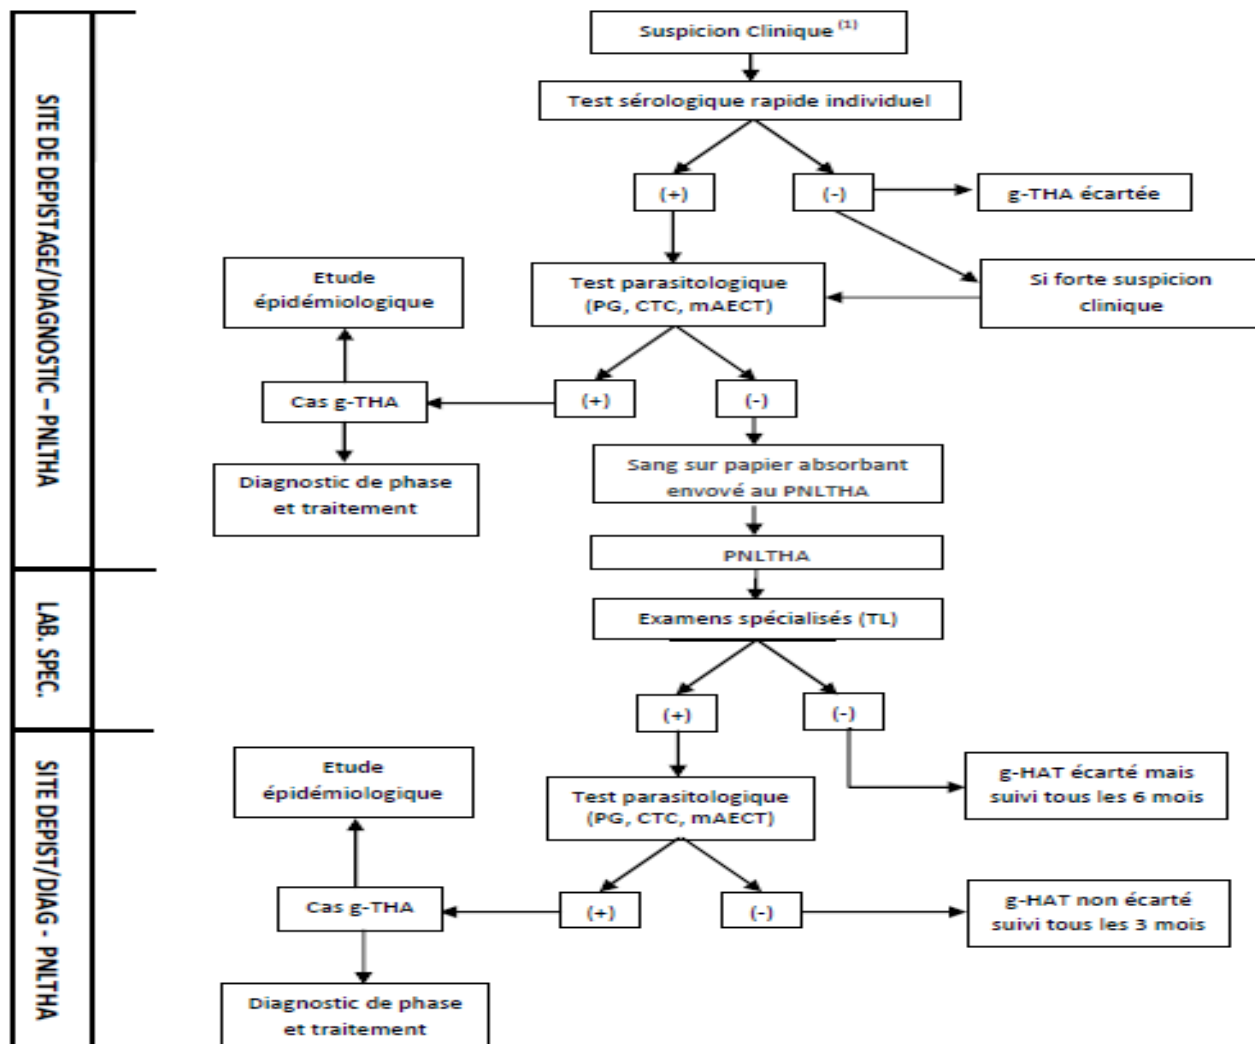 Suspicion Clinique (1)
Test sérologique rapide individuel
(+)
(-)
g-THA écartée
Si forte suspicion
clinique
Test parasitologique
(PG, CTC, mAECT)
Etude
épidémiologique
(+)
(-)
Cas g-THA
Diagnostic de phase
et traitement
Sang sur papier absorbant
envové au PNLTHA
PNLTHA
SITE DE DEPISTAGE/DIAGNOSTIC – PNLTHA
Examens spécialisés (TL)
(+)
(-)
LAB. SPEC.
g-HAT écarté mais
suivi tous les 6 mois
Test parasitologique
(PG, CTC, mAECT)
Etude
épidémiologique
(+)
(-)
Cas g-THA
g-HAT non écarté
suivi tous les 3 mois
Diagnostic de phase
et traitement
SITE DEPIST/DIAG - PNLTHA